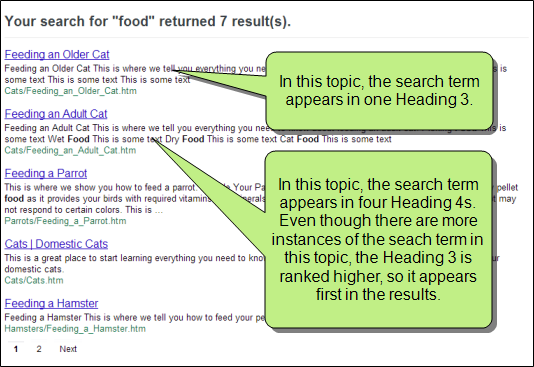 Your search for "food" returned 7 result(s).
Feeding an Older Cat
Feeding an Older Cat This is where we tell you everything you nee
some text This is some text This is some text
is
Cats/Feeding_an_Older_Cat.htm
In this topic, the search term
appears in one Heading 3.
Feeding an Adult Cat
Feeding an Adult Cat This is where we tell you everything you need is
some text Wet Food This is some text Dry Food This is some text Cat Food This is some text
Cats/Feeding_an_Adult_Cat.htm
Feeding a Parrot
This is where we show you how to feed a parrot. Your Pa y pellet
food as it provides your birds with required vitamins may
not respond to certain colors. This is ...
Parrots/Feeding_a_Parrot.htm
In this topic, the search term
appears in four Heading 4s.
Even though there are more
instances of the seach term in
this topic, the Heading 3 is
ranked higher, so it appears
first in the results.
Cats | Domestic Cats
This is a great place to start learning everything you need to kno
domestic cats.
Cats/Cats.htm
Feeding a Hamster
Feeding a Hamster This is where we tell you how to feed your pe
Hamsters/Feeding_a_Hamster.htm
1 2 Next